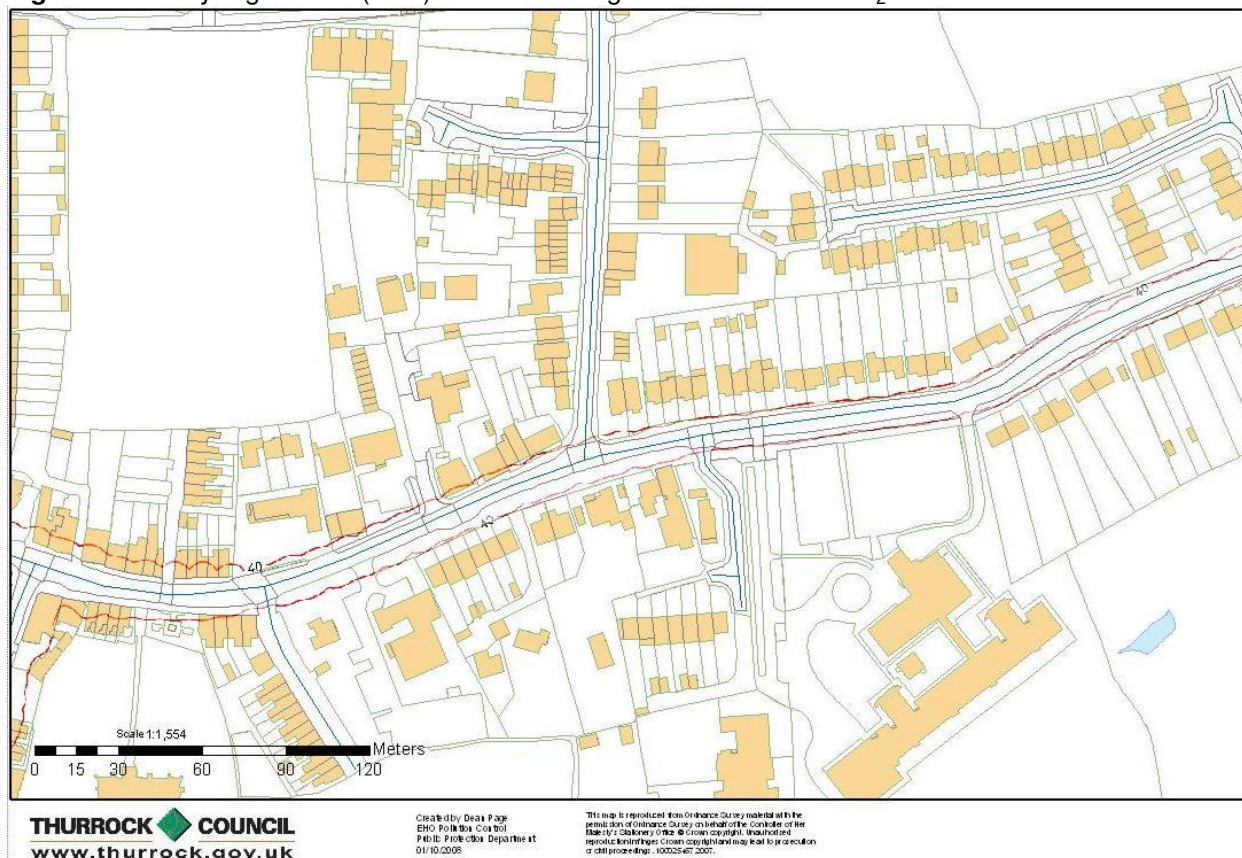 40
40
40
Scale 1:1,554
Meters
0 15 30 60 90 120
THURROCK COUNCIL
www.thurrock.gov.uk
Created by Dean Page
EHO Pollution Control
Public Protection Department
01/10/2008
This map is reproduced from Ordnance Survey material with the
permission of Ordnance Survey on behalf of the Controller of Her
Majesty's Stationery Office © Crown copyright. Unauthorised
reproduction infringes Crown copyright and may lead to prosecution
or civil proceedings. 2007.